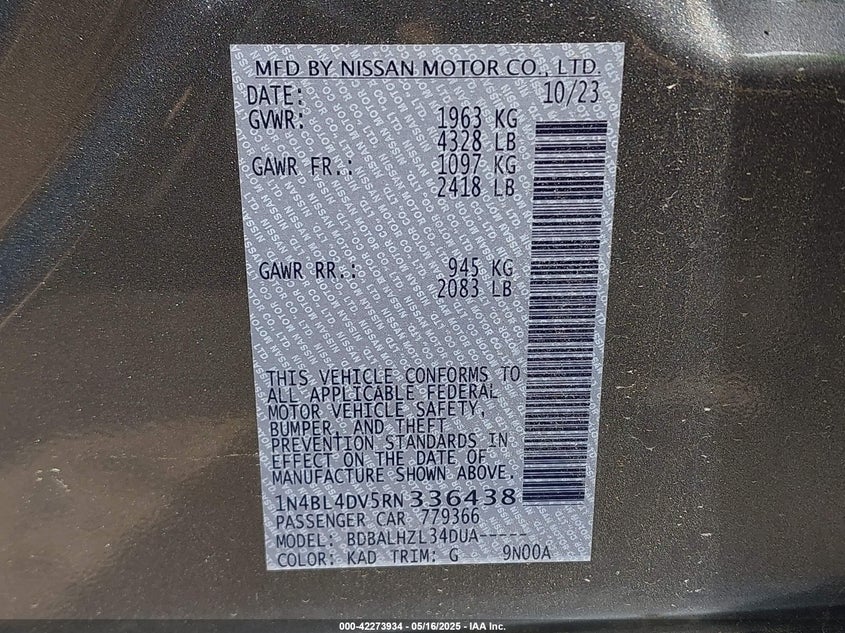 MFD BY NISSAN MOTOR CO., LTD.
DATE: 10/23
GVWR: 1963 KG
4328 LB
GAWR FR.: 1097 KG
2418 LB
GAWR RR.: 945 KG
2083 LB
THIS VEHICLE CONFORMS TO
ALL APPLICABLE FEDERAL
MOTOR VEHICLE SAFETY,
BUMPER, AND THEFT
PREVENTION STANDARDS IN
EFFECT ON THE DATE OF
MANUFACTURE SHOWN ABOVE.
1N4BL4DV5RN336438
PASSENGER CAR 779366
MODEL: BDBALHZL34DUA-----
COLOR: KAD TRIM: G 9N00A
000-42273934 - 05/16/2025 - IAA Inc.